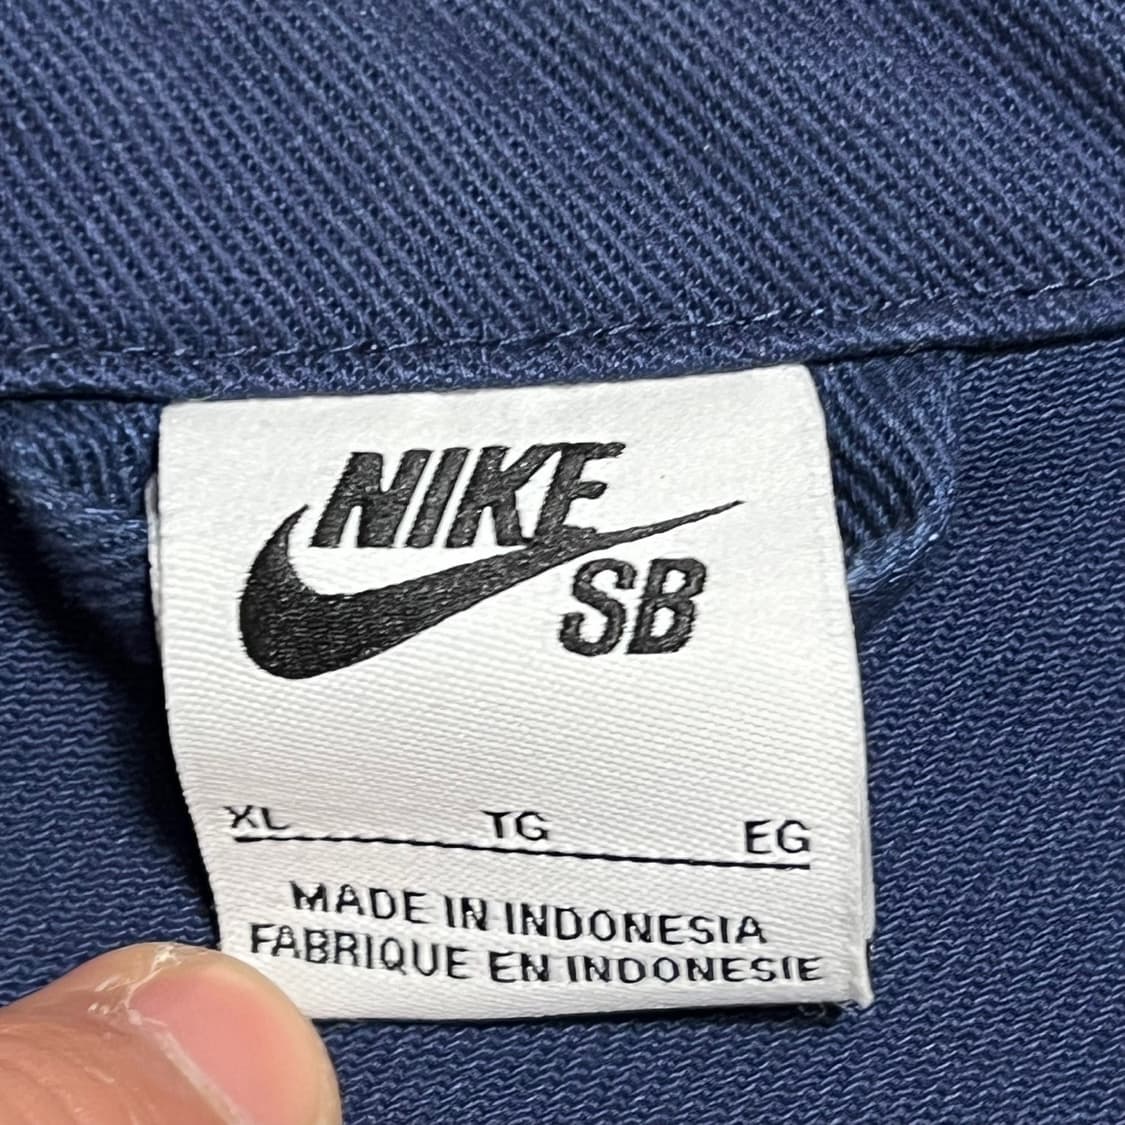 NIKE
SB
XL TG EG
MADE IN INDONESIA
FABRIQUE EN INDONESIE